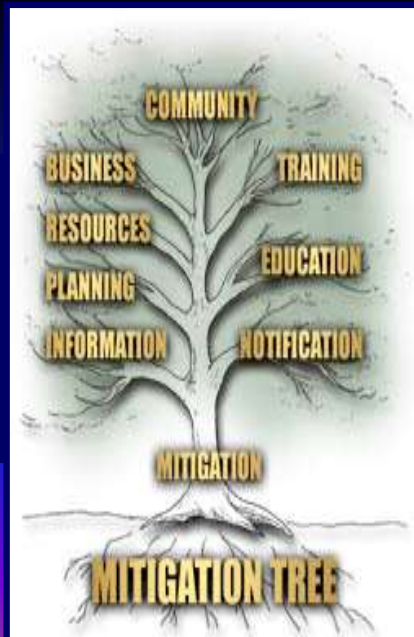 COMMUNITY
BUSINESS
TRAINING
RESOURCES
EDUCATION
PLANNING
INFORMATION
NOTIFICATION
MITIGATION
MITIGATION TREE